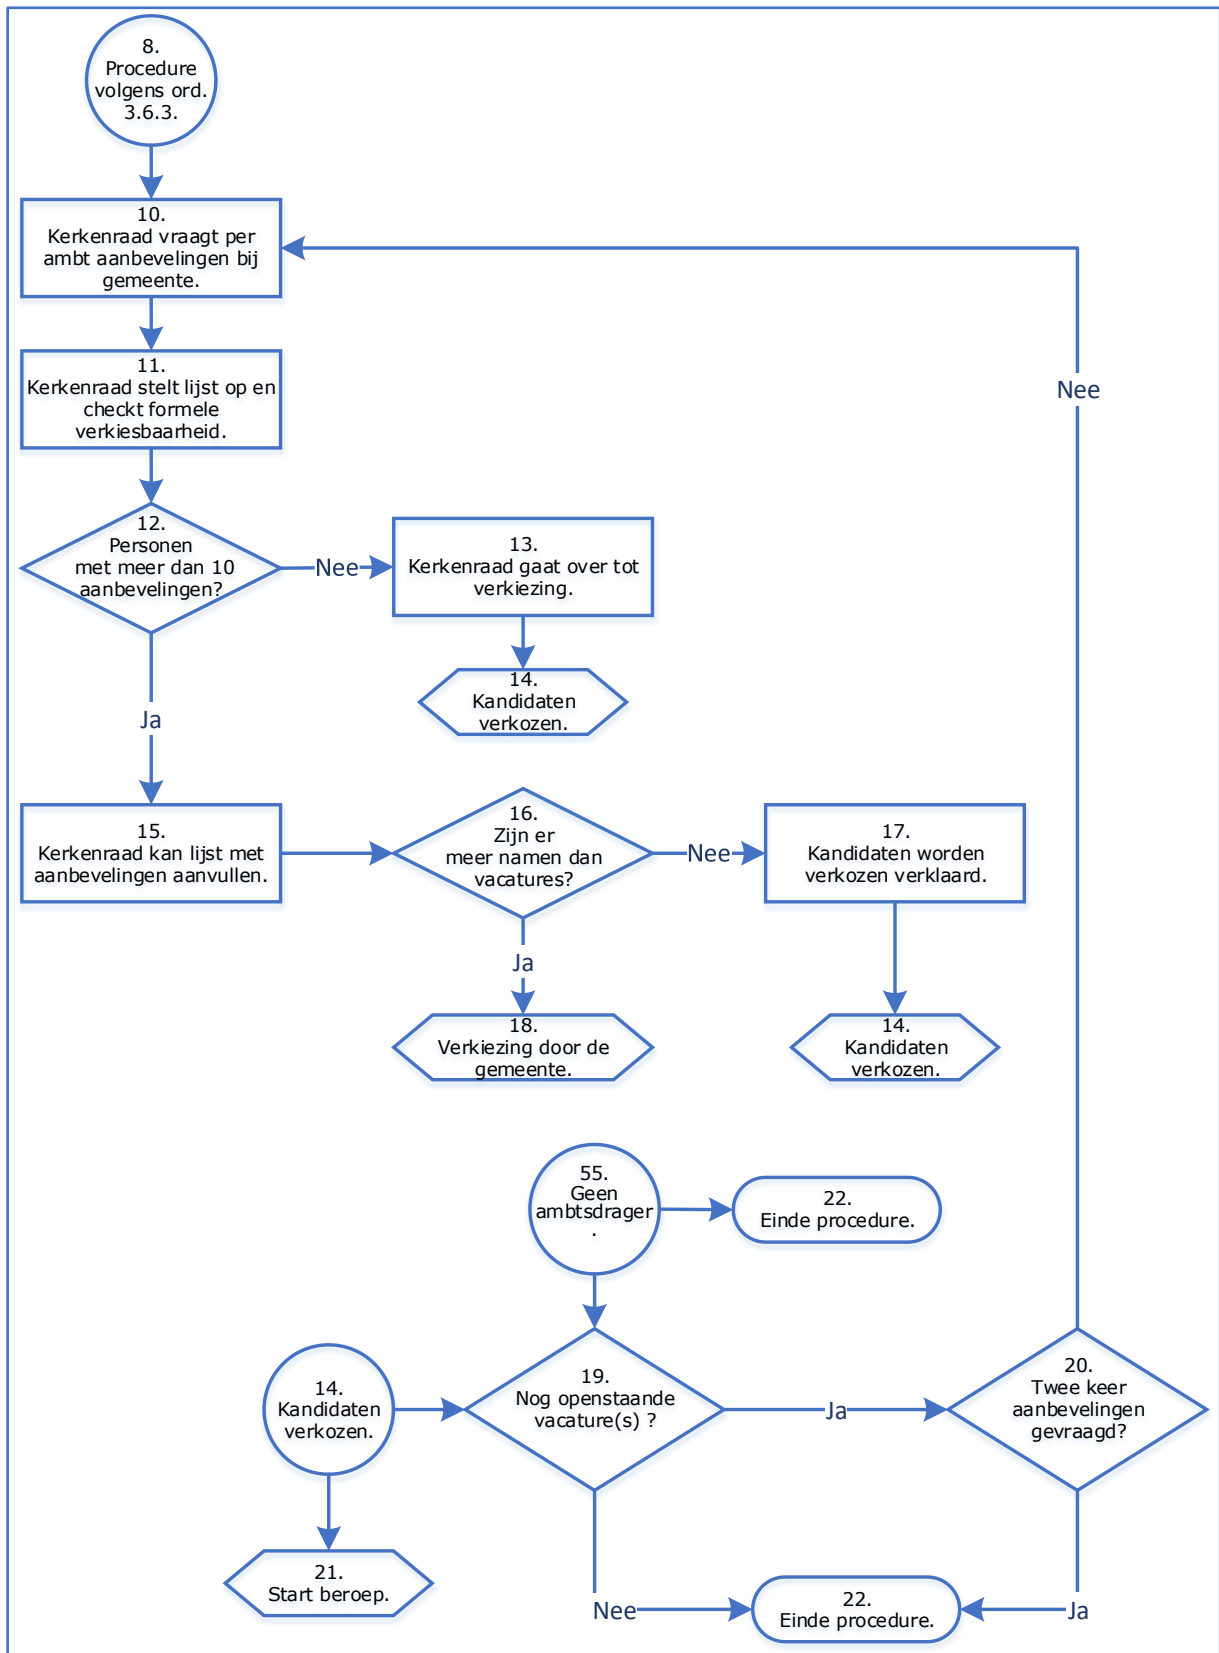 8.
Procedure
volgens ord.
3.6.3.
10.
Kerkenraad vraagt per
ambt aanbevelingen bij
gemeente.
11.
Kerkenraad stelt lijst op en
checkt formele
verkiesbaarheid.
Nee
12.
Personen
met meer dan 10
aanbevelingen?
Nee
13.
Kerkenraad gaat over tot
verkiezing.
14.
Kandidaten
verkozen.
Ja
15.
Kerkenraad kan lijst met
aanbevelingen aanvullen.
16.
Zijn er
meer namen dan
vacatures?
Nee
17.
Kandidaten worden
verkozen verklaard.
Ja
18.
Verkiezing door de
gemeente.
14.
Kandidaten
verkozen.
55.
Geen
ambtsdrager
.
22.
Einde procedure.
14.
Kandidaten
verkozen.
19.
Nog openstaande
vacature(s) ?
Ja
20.
Twee keer
aanbevelingen
gevraagd?
21.
Start beroep.
Nee
22.
Einde procedure.
Ja